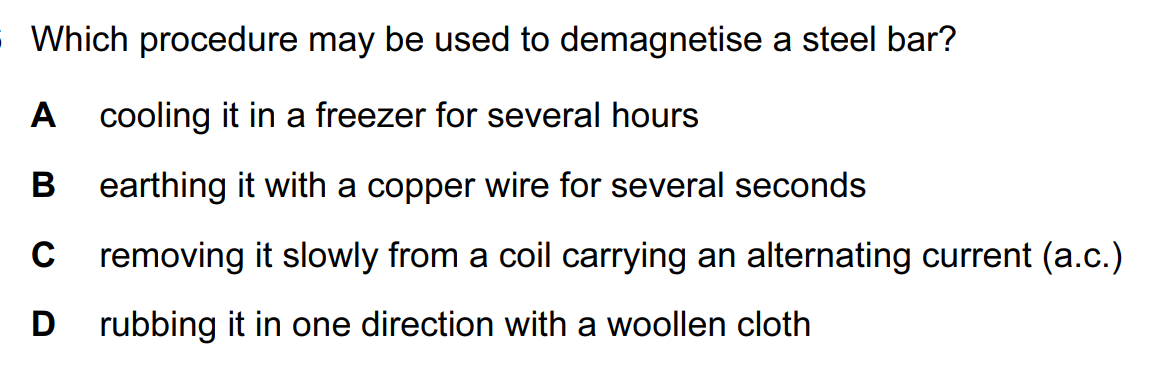 Which procedure may be used to demagnetise a steel bar?
A cooling it in a freezer for several hours
B earthing it with a copper wire for several seconds
C removing it slowly from a coil carrying an alternating current (a.c.)
D rubbing it in one direction with a woollen cloth